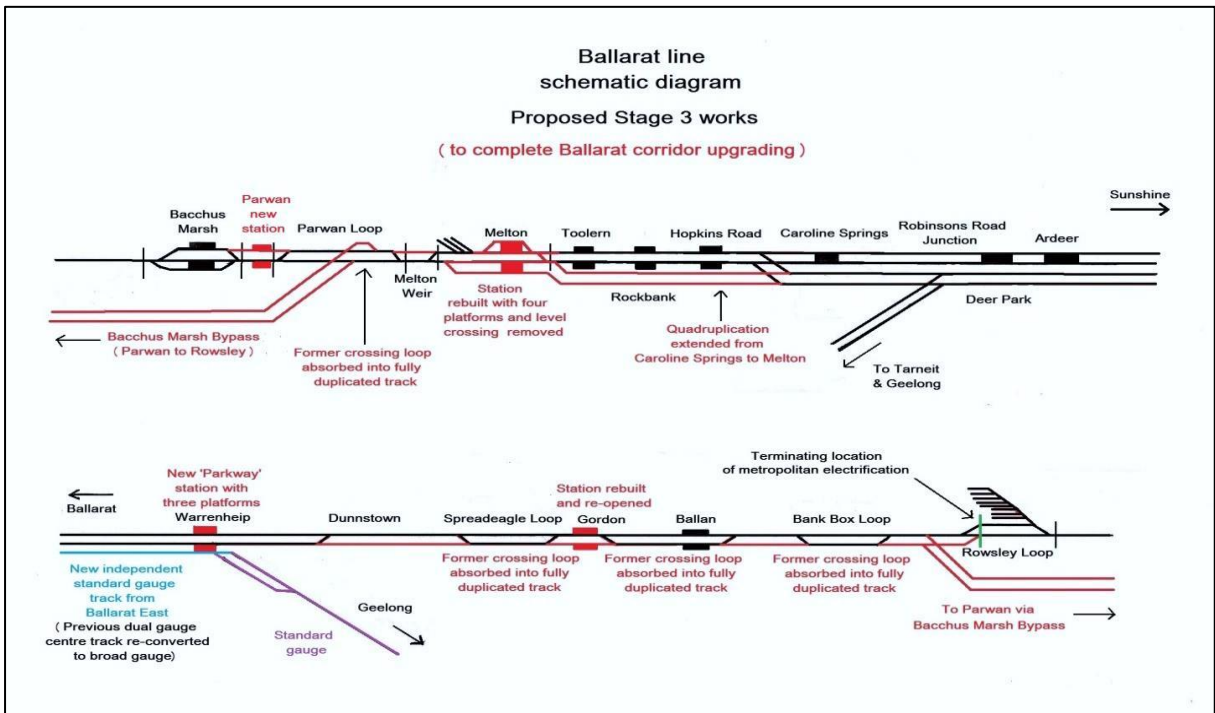 Ballarat line
schematic diagram
Proposed Stage 3 works
( to complete Ballarat corridor upgrading )
Sunshine
Bacchus
Marsh
Parwan
new
station
Parwan Loop
Melton
Toolern
Hopkins Road
Caroline Springs
Robinsons Road
Junction
Ardeer
Melton
Weir
Station
rebuilt with four
platforms and level
crossing removed
Rockbank
Deer Park
Bacchus Marsh Bypass
( Parwan to Rowsley )
Former crossing loop
absorbed into fully
duplicated track
Quadruplication
extended from
Caroline Springs to Melton
To Tarneit
& Geelong
Ballarat
New 'Parkway'
station with
three platforms
Warrenheip
Dunnstown
Spreadeagle Loop
Station rebuilt
and re-opened
Gordon
Ballan
Bank Box Loop
Terminating location
of metropolitan electrification
Rowsley Loop
New independent
standard gauge
track from
Ballarat East
( Previous dual gauge
centre track re-converted
to broad gauge)
Standard
gauge
Geelong
Former crossing loop
absorbed into fully
duplicated track
Former crossing loop
absorbed into fully
duplicated track
Former crossing loop
absorbed into fully
duplicated track
To Parwan via
Bacchus Marsh Bypass